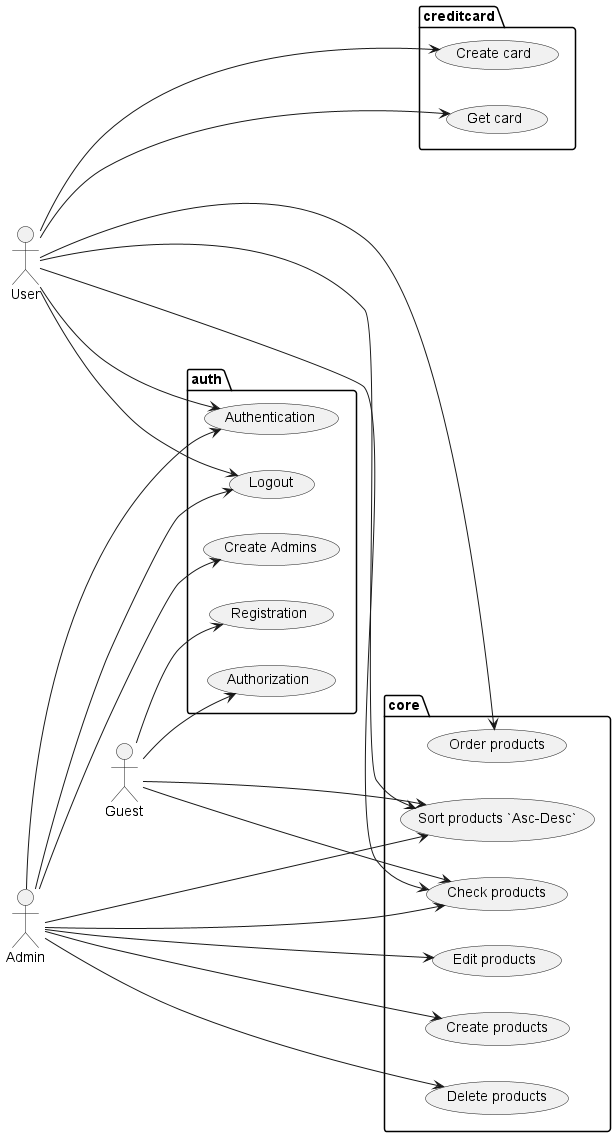 creditcard
Create card
Get card
User
auth
Authentication
Logout
Create Admins
Registration
Authorization
core
Order products
Guest
Sort products `Asc-Desc`
Check products
Admin
Edit products
Create products
Delete products